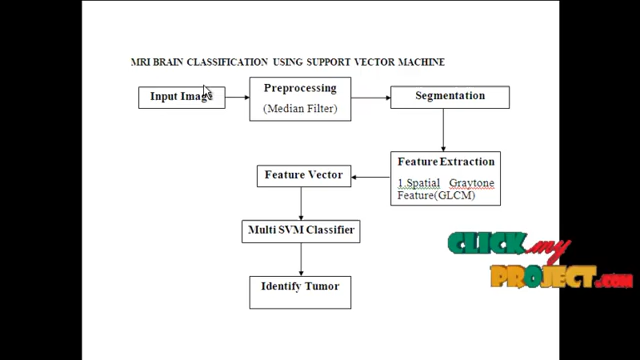 MRI BRAIN CLASSIFICATION USING SUPPORT VECTOR MACHINE
Input Image
Preprocessing
(Median Filter)
Segmentation
Feature Extraction
1.Spatial Graytone
Feature(GLCM)
Feature Vector
Multi SVM Classifier
Identify Tumor
CLICK my
PROJECT.COM